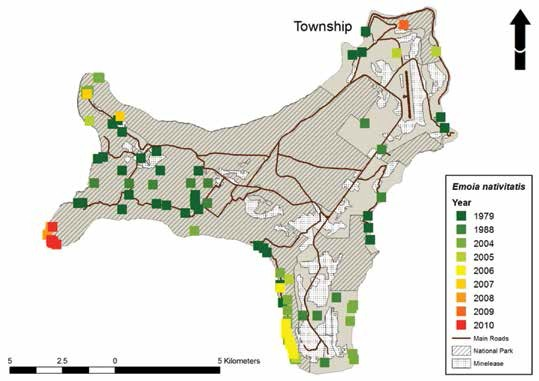 Township
Emoia nativitatis
Year
1979
1988
2004
2005
2006
2007
2008
2009
2010
Main Roads
National Park
Minelease
5 2.5 0 5 Kilometers